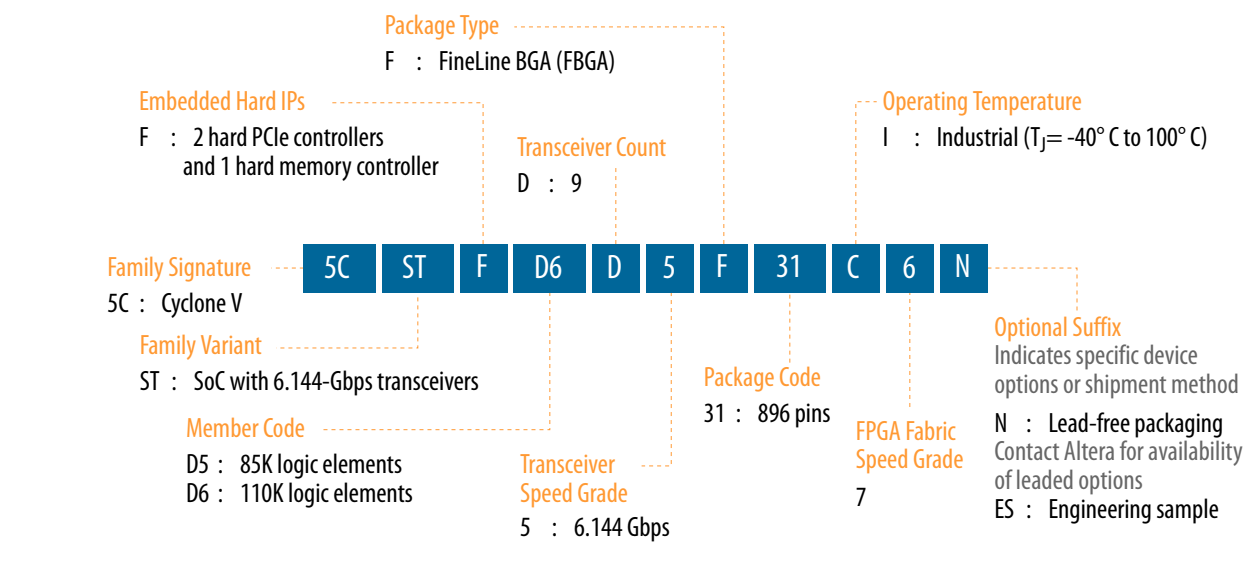 Package Type
F : FineLine BGA (FBGA)
Embedded Hard IPs
F : 2 hard PCIe controllers
and 1 hard memory controller
Transceiver Count
D : 9
Operating Temperature
I : Industrial (TJ= -40° C to 100° C)
5C ST F D6 D 5 F 31 C 6 N
Family Signature
5C : Cyclone V
Family Variant
ST : SoC with 6.144-Gbps transceivers
Member Code
D5 : 85K logic elements
D6 : 110K logic elements
Transceiver
Speed Grade
5 : 6.144 Gbps
Package Code
31 : 896 pins
FPGA Fabric
Speed Grade
7
Optional Suffix
Indicates specific device
options or shipment method
N : Lead-free packaging
Contact Altera for availability
of leaded options
ES : Engineering sample